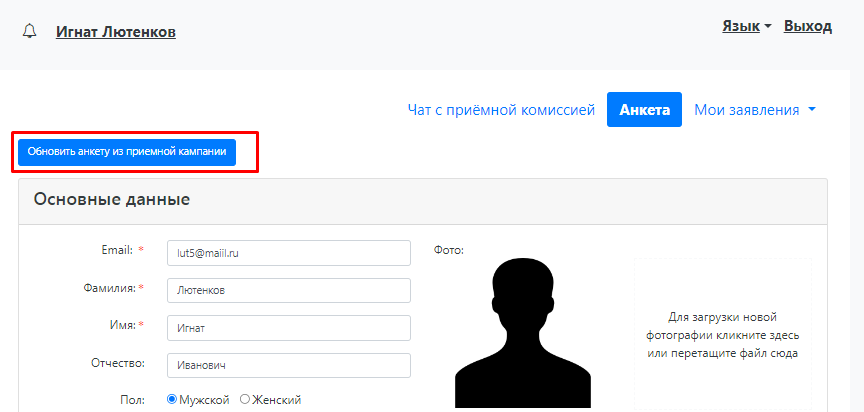 Игнат Лютенков
Язык
Выход
Чат с приёмной комиссией
Анкета
Мои заявления
Обновить анкету из приемной кампании
Основные данные
Email: *
lut5@maiil.ru
Фото:
Фамилия: *
Лютенков
Имя: *
Игнат
Отчество:
Иванович
Пол:
Мужской
Женский
Для загрузки новой
фотографии кликните здесь
или перетащите файл сюда